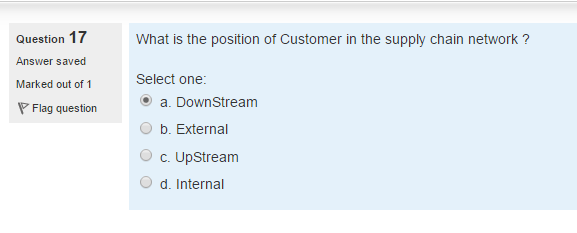 Question 17
Answer saved
Marked out of 1
Flag question
What is the position of Customer in the supply chain network ?
Select one:
a. DownStream
b. External
c. UpStream
d. Internal